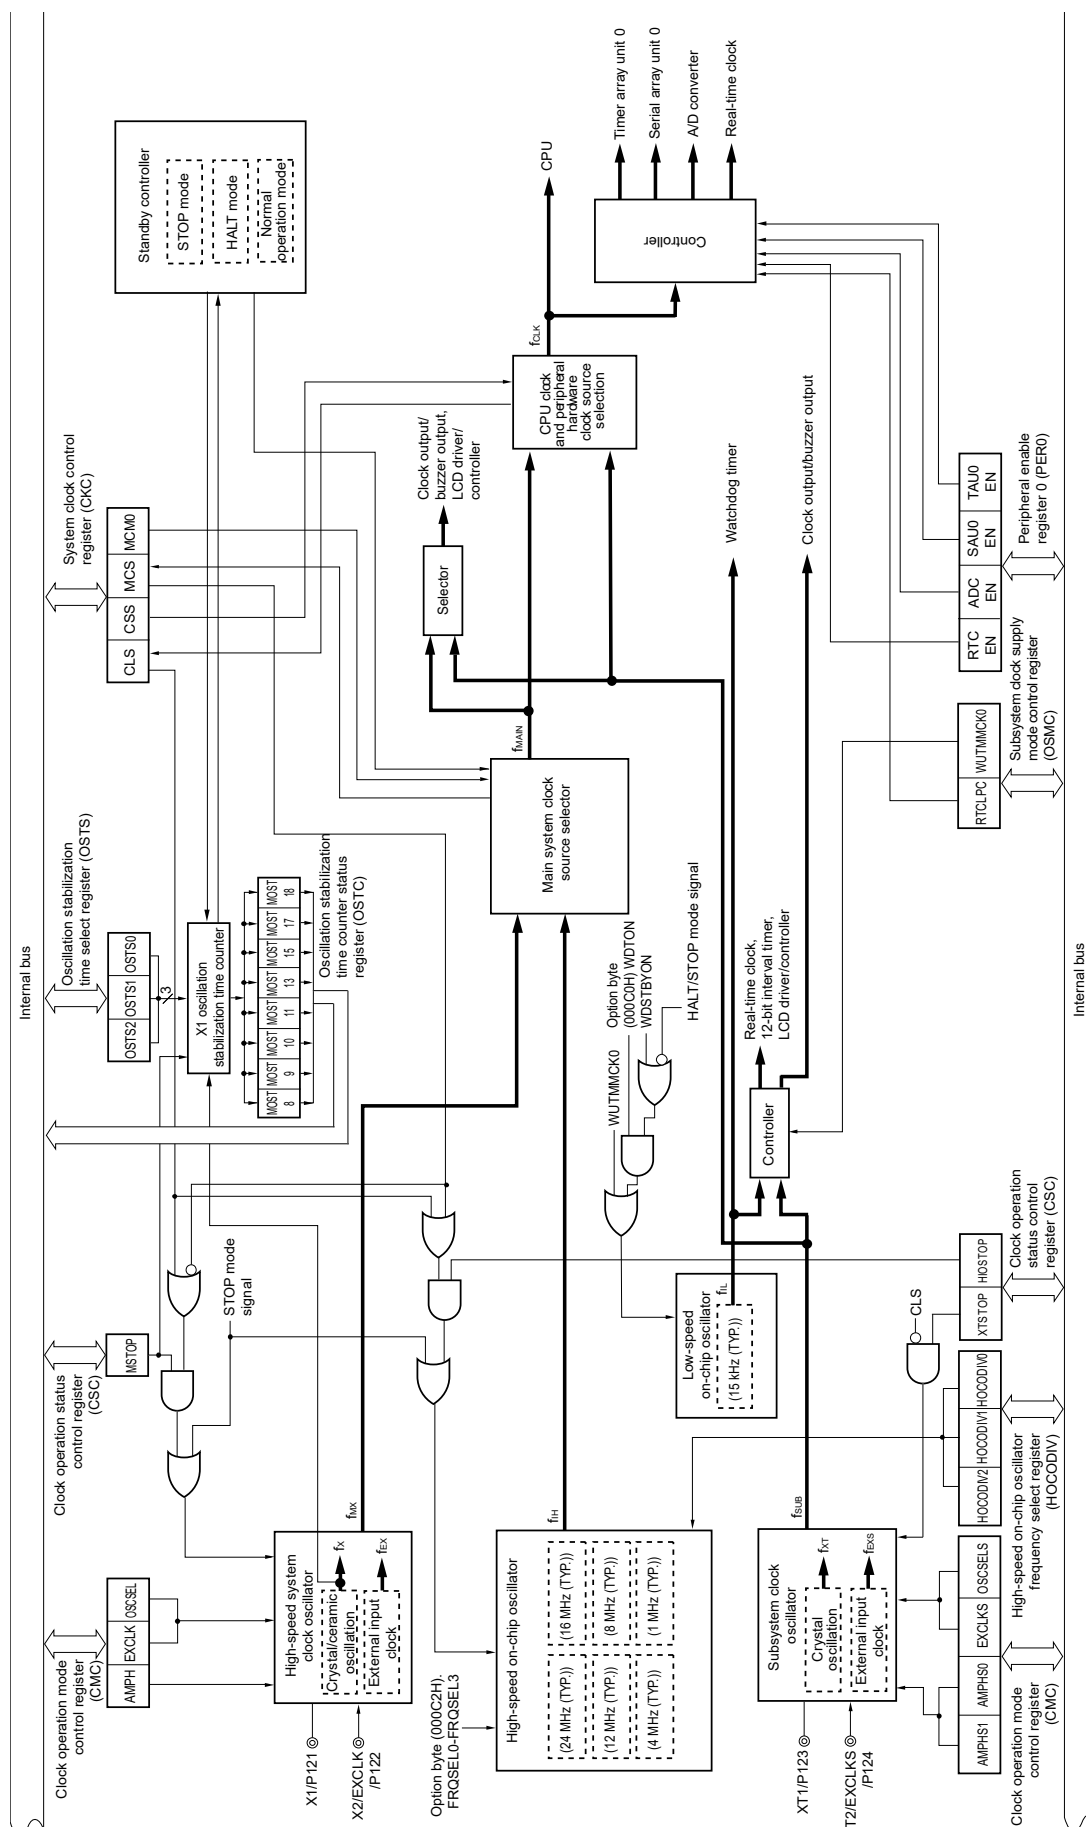 Internal bus
Clock operation mode
control register
(CMC)
AMPH
EXCLK
OSCSEL
Clock operation status
control register
(CSC)
MSTOP
Oscillation stabilization
time select register (OSTS)
OSTS2
OSTS1
OSTS0
3
System clock control
register (CKC)
CLS
CSS
MCS
MCM0
Standby controller
STOP mode
HALT mode
Normal
operation mode
X1 oscillation
stabilization time counter
MOST
8
MOST
9
MOST
10
MOST
11
MOST
13
MOST
15
MOST
17
MOST
18
Oscillation stabilization
time counter status
register (OSTC)
STOP mode
signal
X1/P121
X2/EXCLK
/P122
High-speed system
clock oscillator
Crystal/ceramic
oscillation
fX
External input
clock
fEX
fMX
Option byte (000C2H).
FRQSEL0-FRQSEL3
High-speed on-chip oscillator
(24 MHz (TYP.))
(16 MHz (TYP.))
(12 MHz (TYP.))
(8 MHz (TYP.))
(4 MHz (TYP.))
(1 MHz (TYP.))
fIH
Main system clock
source selector
fMAIN
Selector
Clock output/
buzzer output,
LCD driver/
controller
CPU clock
and peripheral
hardware
clock source
selection
fCLK
CPU
Controller
Timer array unit 0
Serial array unit 0
A/D converter
Real-time clock
WUTMMCK0
Option byte
(000C0H) WDTON
WDSTBYON
HALT/STOP mode signal
Low-speed
on-chip oscillator
(15 kHz (TYP.))
fIL
Watchdog timer
Controller
Real-time clock,
12-bit interval timer,
LCD driver/controller
Clock output/buzzer output
XT1/P123
T2/EXCLKS
/P124
Subsystem clock
oscillator
Crystal
oscillation
fXT
External input
clock
fEXS
fSUB
CLS
AMPHS1
AMPHS0
EXCLKS
OSCSELS
Clock operation mode
control register
(CMC)
HOCODIV2
HOCODIV1
HOCODIV0
High-speed on-chip oscillator
frequency select register
(HOCODIV)
XTSTOP
HIOSTOP
Clock operation
status control
register (CSC)
RTCLPC
WUTMMCK0
Subsystem clock supply
mode control register
(OSMC)
RTC
EN
ADC
EN
SAU0
EN
TAU0
EN
Peripheral enable
register 0 (PER0)
Internal bus